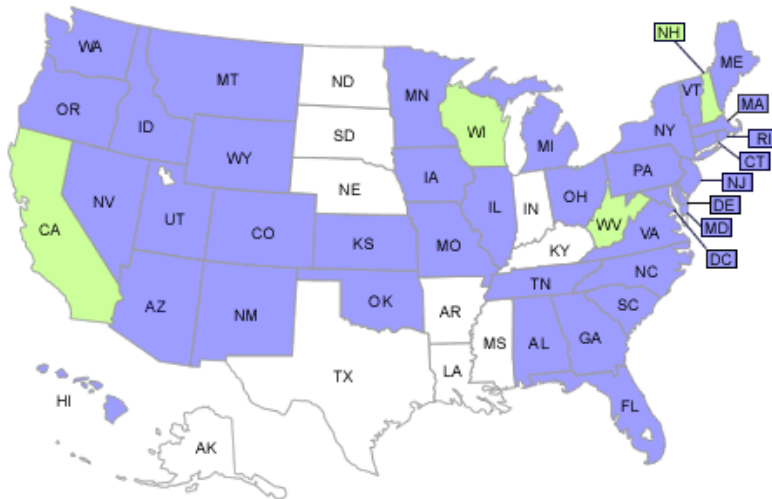 WA
MT
ND
MN
NH
ME
VT
OR
ID
SD
WI
MI
NY
MA
RI
CT
WY
IA
PA
NJ
NE
NV
UT
IL
IN
OH
DE
MD
CA
CO
KS
MO
WV
VA
DC
KY
AZ
NM
OK
AR
TN
NC
SC
MS
AL
GA
TX
LA
HI
FL
AK